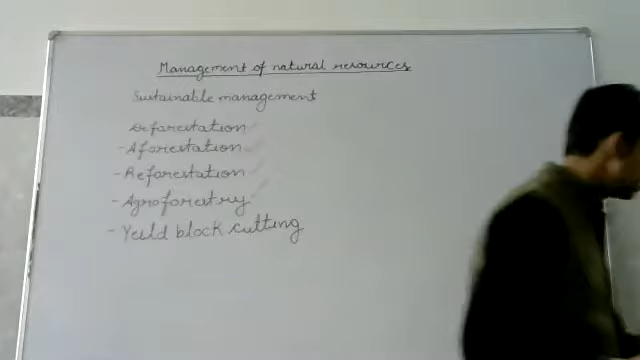 Management of natural resources
Sustainable management
Deforestation
- Aforestation
- Reforestation
- Agroforestry
- Yeild block cutting